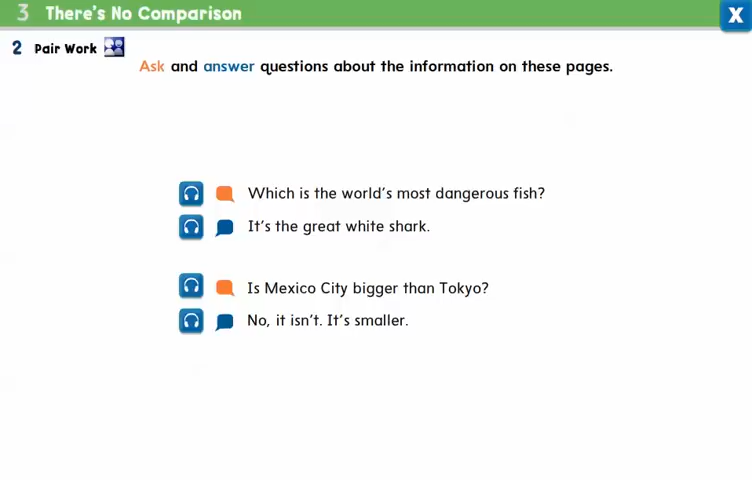 3 There's No Comparison
X
2 Pair Work
Ask and answer questions about the information on these pages.
Which is the world's most dangerous fish?
It's the great white shark.
Is Mexico City bigger than Tokyo?
No, it isn't. It's smaller.